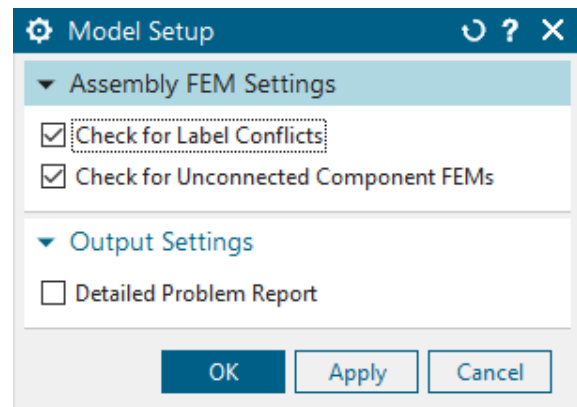 Model Setup
Assembly FEM Settings
Check for Label Conflicts
Check for Unconnected Component FEMs
Output Settings
Detailed Problem Report
OK Apply Cancel